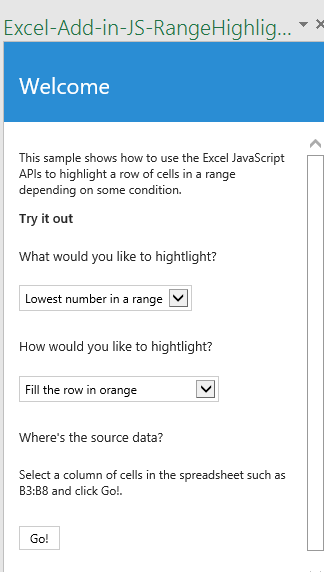 Excel-Add-in-JS-RangeHighlig...
Welcome
This sample shows how to use the Excel JavaScript
APIs to highlight a row of cells in a range
depending on some condition.
Try it out
What would you like to hightlight?
Lowest number in a range
How would you like to hightlight?
Fill the row in orange
Where's the source data?
Select a column of cells in the spreadsheet such as
B3:B8 and click Go!.
Go!